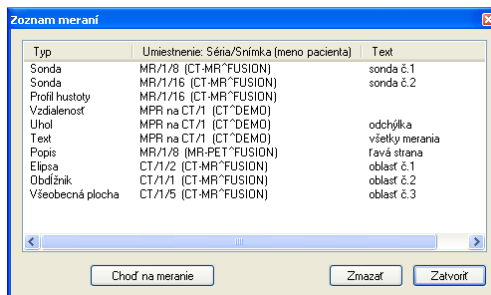 Zoznam meraní
Typ Umiestnenie: Séria/Snímka (meno pacienta) Text
Sonda MR/1/8 (CT-MR^FUSION) sonda č.1
Sonda MR/1/16 (CT-MR^FUSION) sonda č.2
Profil hustoty MR/1/16 (CT-MR^FUSION)
Vzdialenosť MPR na CT/1 (CT^DEMO)
Uhol MPR na CT/1 (CT^DEMO) odchýlka
Text MPR na CT/1 (CT^DEMO) všetky merania
Popis MR/1/8 (MR-PET^FUSION) ľavá strana
Elipsa CT/1/2 (CT-MR^FUSION) oblasť č.1
Obdĺžnik CT/1/1 (CT-MR^FUSION) oblasť č.2
Všeobecná plocha CT/1/5 (CT-MR^FUSION) oblasť č.3
Choď na meranie Zmazať Zatvoriť